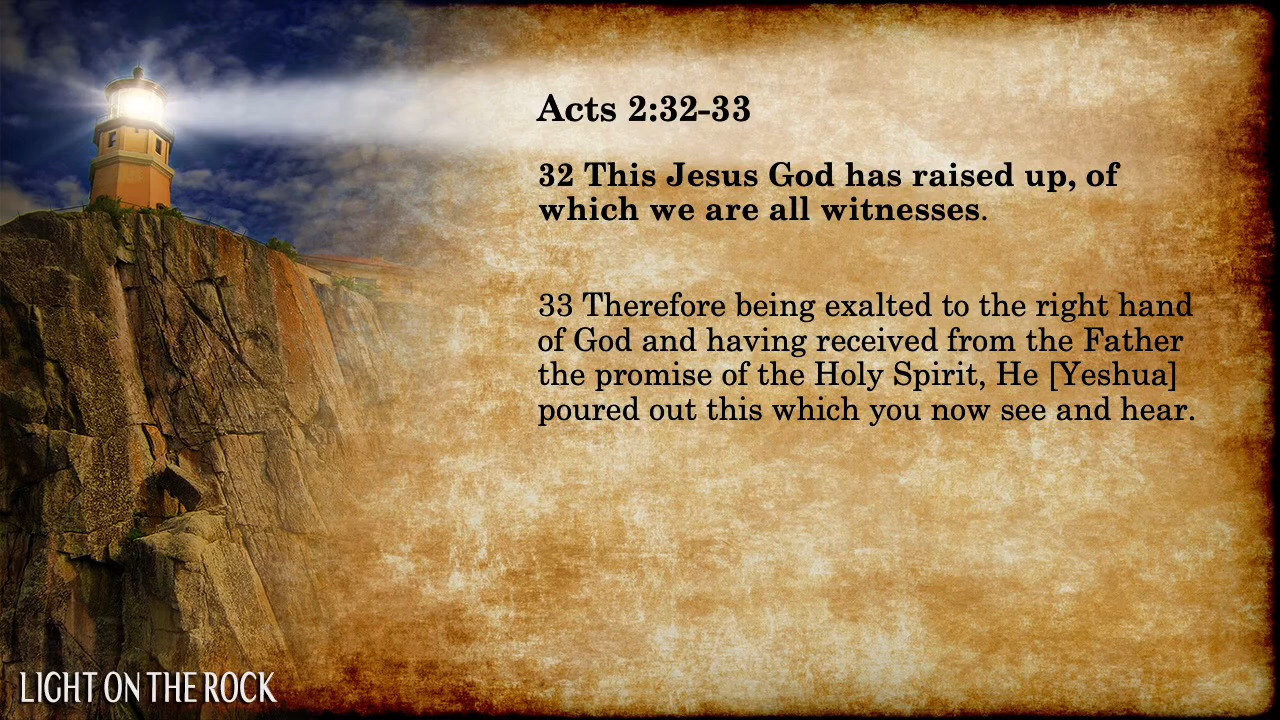 Acts 2:32-33
32 This Jesus God has raised up, of
which we are all witnesses.
33 Therefore being exalted to the right hand
of God and having received from the Father
the promise of the Holy Spirit, He [Yeshua]
poured out this which you now see and hear.
LIGHT ON THE ROCK